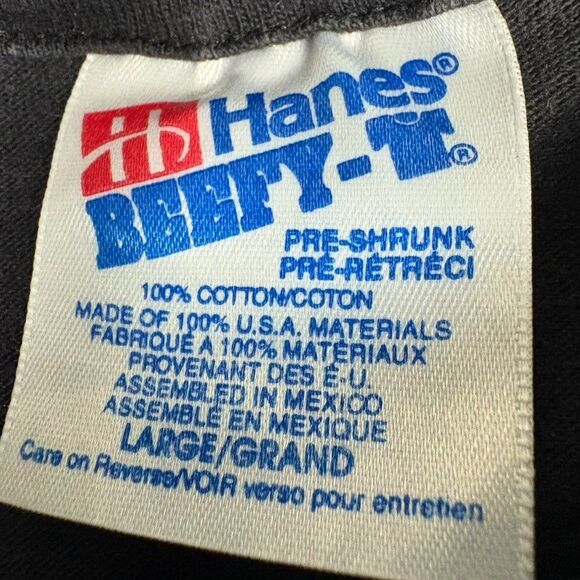 H Hanes®
BEEFY-T®
PRE-SHRUNK
PRÉ-RÉTRÉCI
100% COTTON/COTON
MADE OF 100% U.S.A. MATERIALS
FABRIQUÉ A 100% MATÉRIAUX
PROVENANT DES É-U.
ASSEMBLED IN MEXICO
ASSEMBLÉ EN MEXIQUE
LARGE/GRAND
Care on Reverse/VOIR verso pour entretien